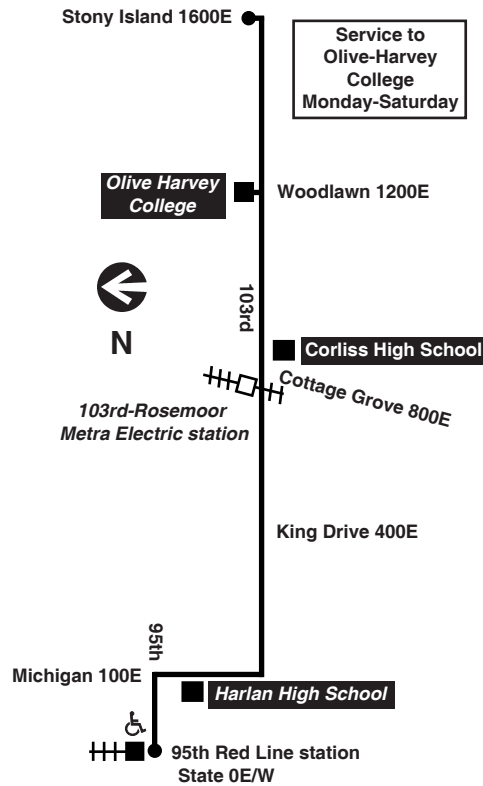 Stony Island 1600E
Service to
Olive-Harvey
College
Monday-Saturday
Olive Harvey
College
Woodlawn 1200E
103rd
N
Corliss High School
Cottage Grove 800E
103rd-Rosemoor
Metra Electric station
King Drive 400E
95th
Michigan 100E
Harlan High School
95th Red Line station
State 0E/W